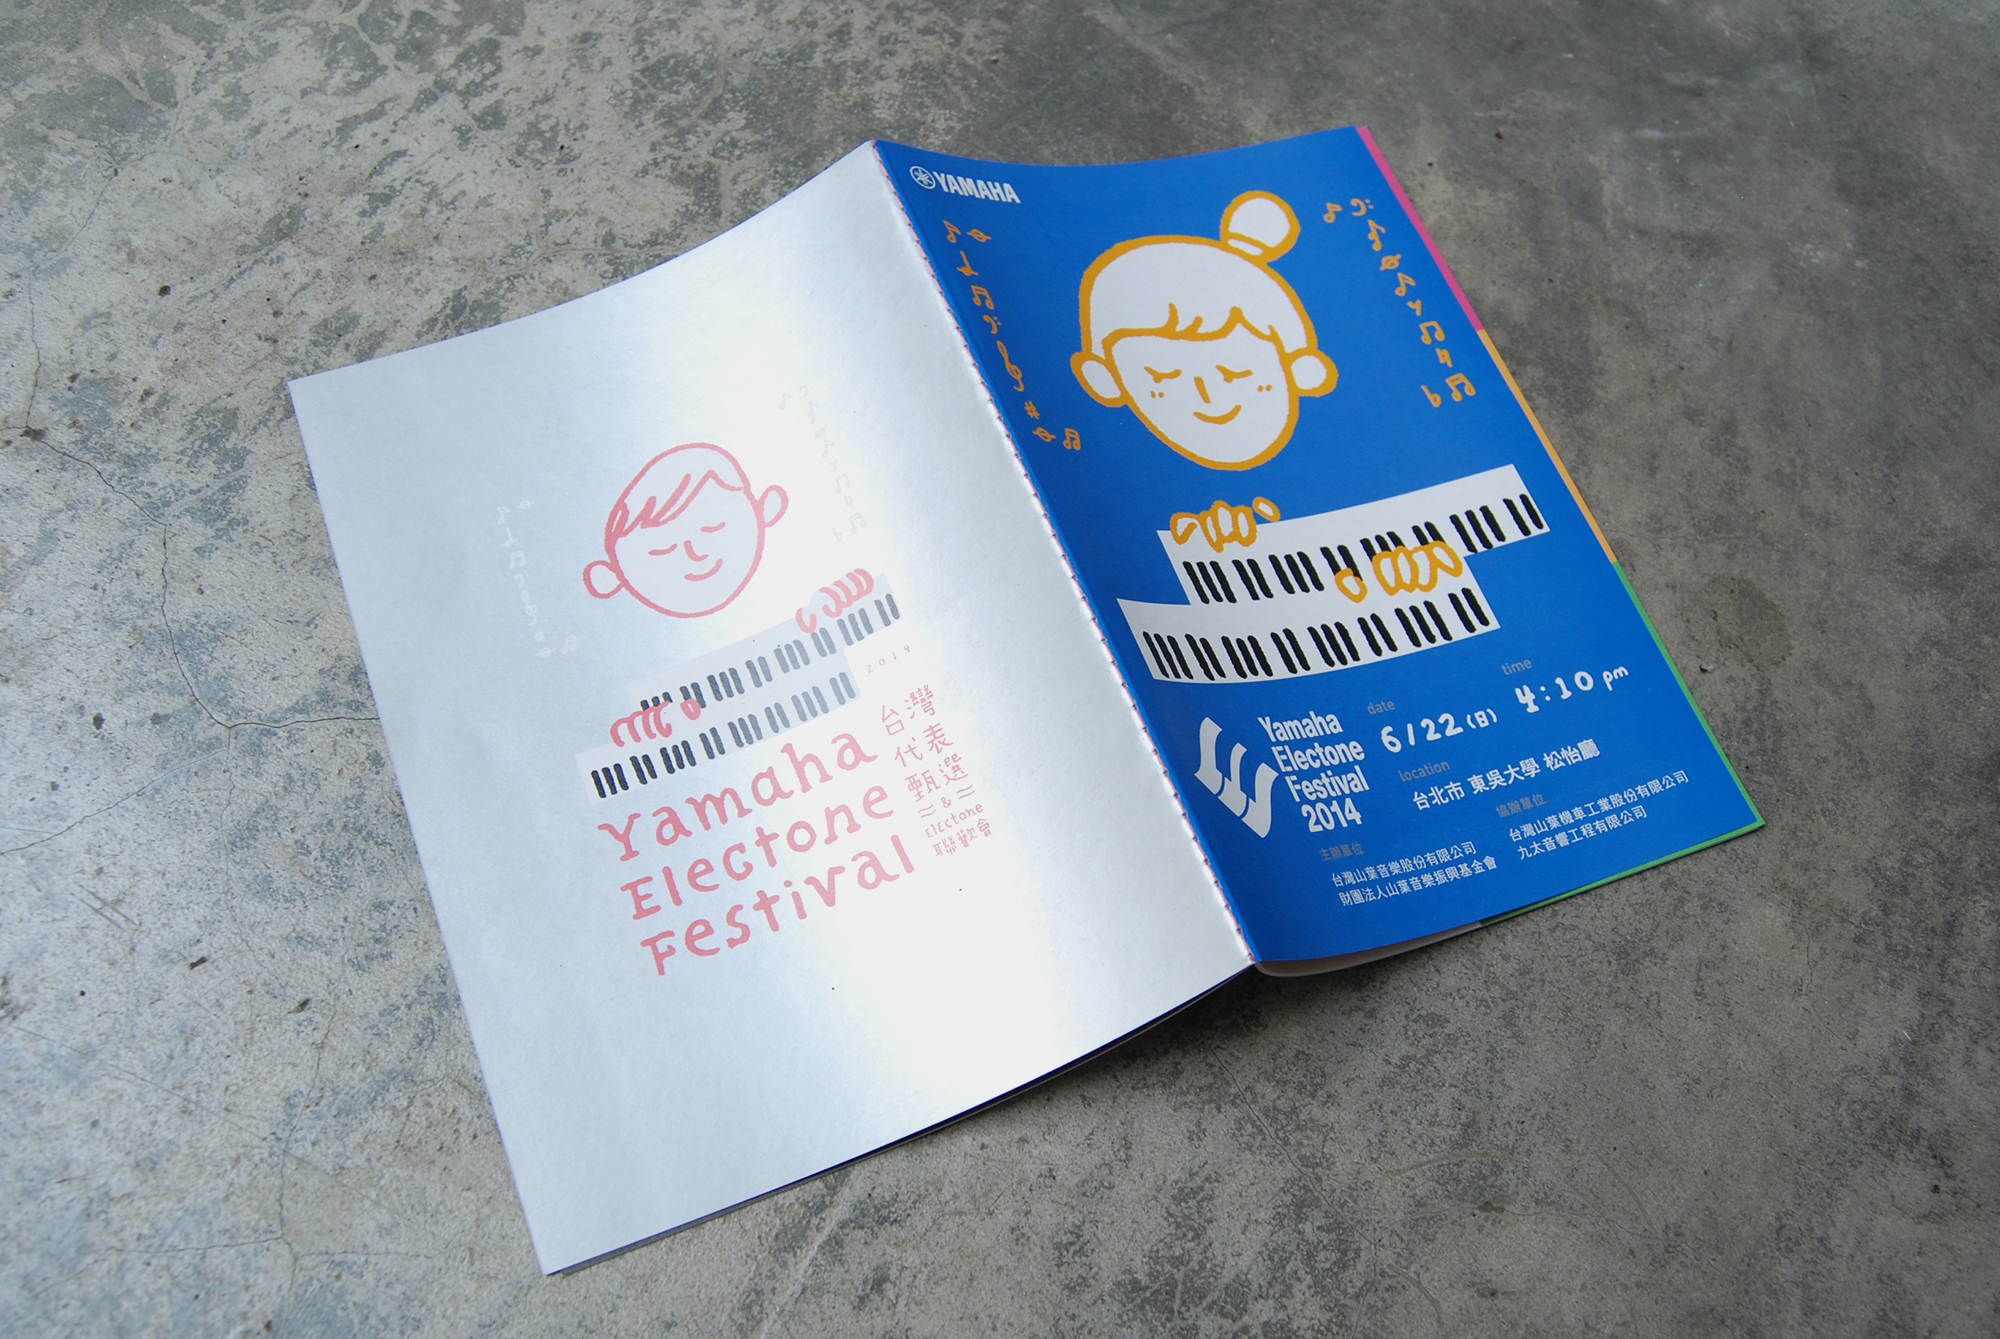 2014
Yamaha
Electone
Festival
台灣
代表
甄選
&
Electone
聯歡會
YAMAHA
Yamaha
Electone
Festival
2014
date
6/22(日)
time
4:10 pm
location
台北市 東吳大學 松怡廳
主辦單位
台灣山葉音樂股份有限公司
財團法人山葉音樂振興基金會
協辦單位
台灣山葉機車工業股份有限公司
九太音響工程有限公司